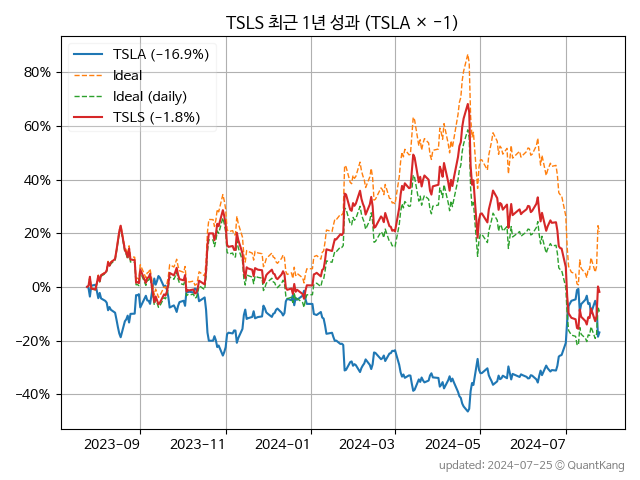 TSLS 최근 1년 성과 (TSLA × −1)
TSLA (−16.9%)
Ideal
Ideal (daily)
TSLS (−1.8%)
80%
60%
40%
20%
0%
−20%
−40%
2023-09 2023-11 2024-01 2024-03 2024-05 2024-07
updated: 2024-07-25 ⓒ QuantKang